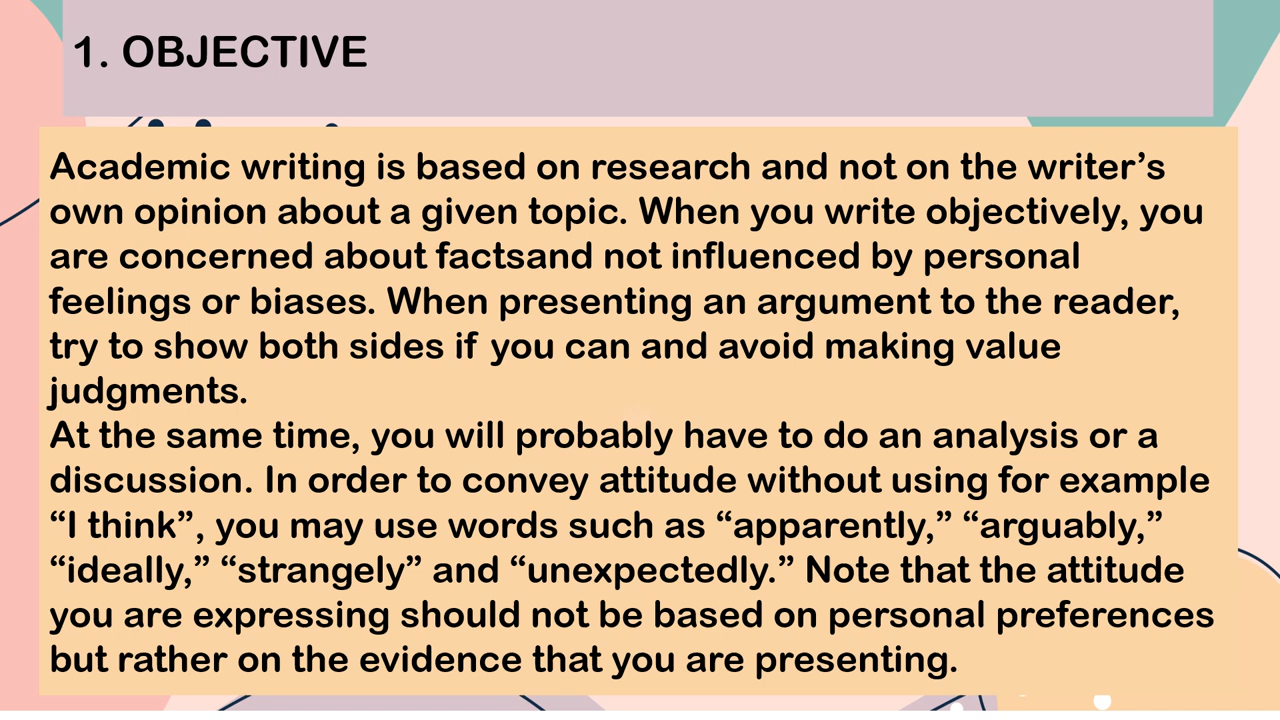 1. OBJECTIVE
Academic writing is based on research and not on the writer’s
own opinion about a given topic. When you write objectively, you
are concerned about factsand not influenced by personal
feelings or biases. When presenting an argument to the reader,
try to show both sides if you can and avoid making value
judgments.
At the same time, you will probably have to do an analysis or a
discussion. In order to convey attitude without using for example
“I think”, you may use words such as “apparently,” “arguably,”
“ideally,” “strangely” and “unexpectedly.” Note that the attitude
you are expressing should not be based on personal preferences
but rather on the evidence that you are presenting.